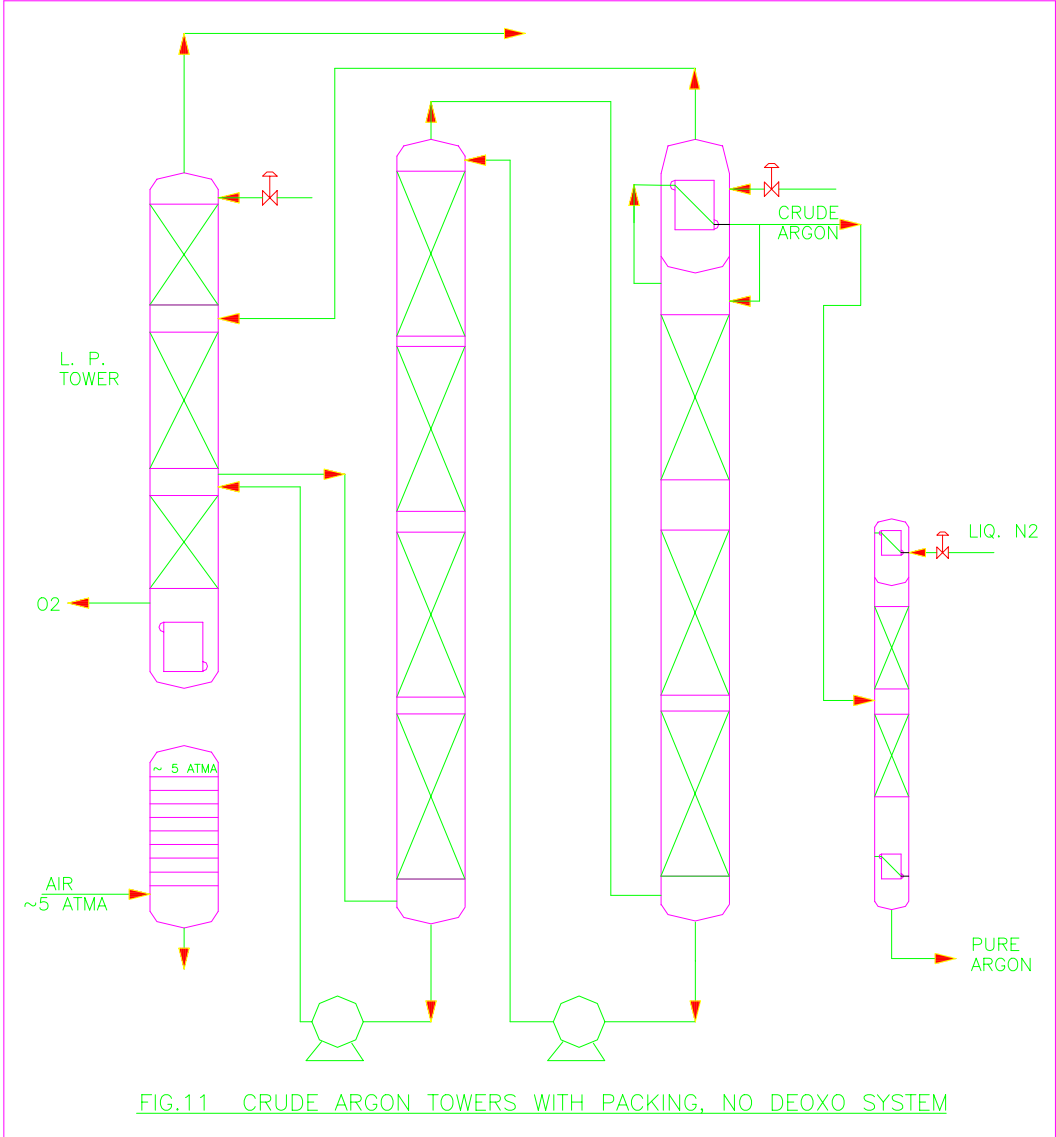 CRUDE
ARGON
L. P.
TOWER
LIQ. N2
O2
~ 5 ATMA
AIR
~5 ATMA
PURE
ARGON
FIG.11 CRUDE ARGON TOWERS WITH PACKING, NO DEOXO SYSTEM